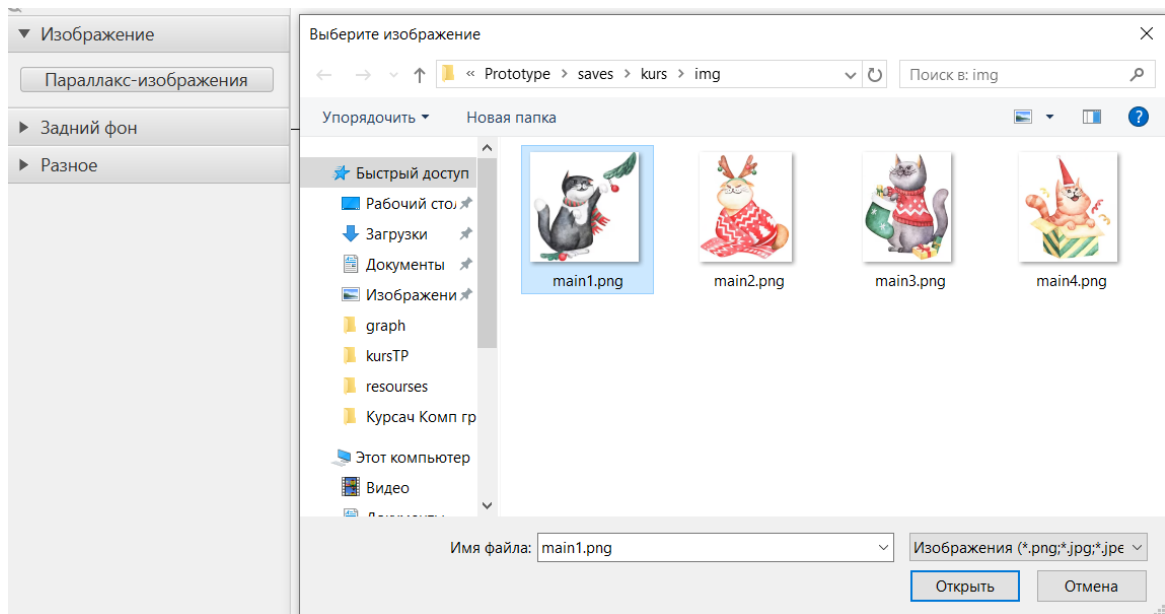 Изображение
Параллакс-изображения
Задний фон
Разное
Выберите изображение
« Prototype > saves > kurs > img
Поиск в: img
Упорядочить
Новая папка
?
Быстрый доступ
Рабочий стол
Загрузки
Документы
Изображени
graph
kursTP
resourses
Курсач Комп гр
Этот компьютер
Видео
main1.png
main2.png
main3.png
main4.png
Имя файла: main1.png
Изображения (*.png;*.jpg;*.jpe
Открыть
Отмена